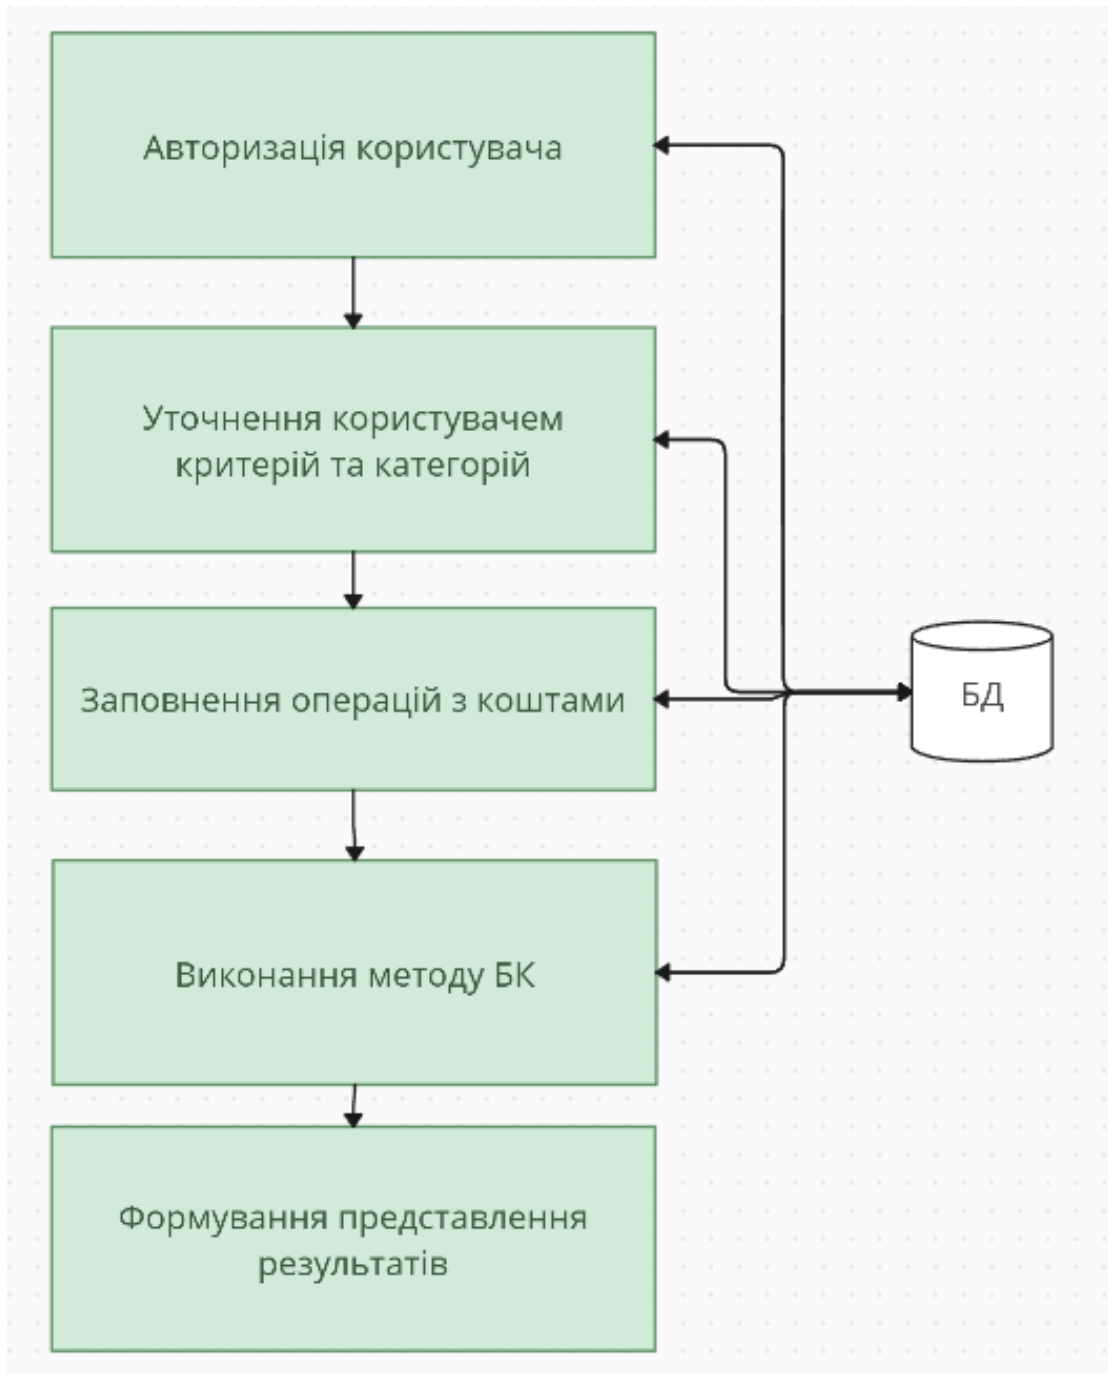 Авторизація користувача
Уточнення користувачем
критерій та категорій
Заповнення операцій з коштами
БД
Виконання методу БК
Формування представлення
результатів